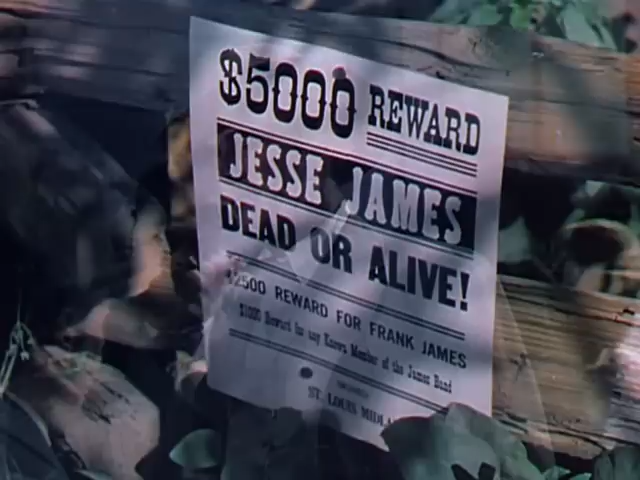 $5000 REWARD
JESSE JAMES
DEAD OR ALIVE!
$2500 REWARD FOR FRANK JAMES
$1000 Reward for any Known Member of the James Band
ST. LOUIS